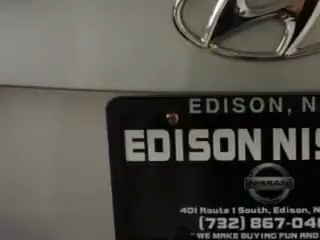 EDISON, N
EDISON NIS
NISSAN
401 Route 1 South, Edison, N
(732) 867-04
"WE MAKE BUYING FUN AND